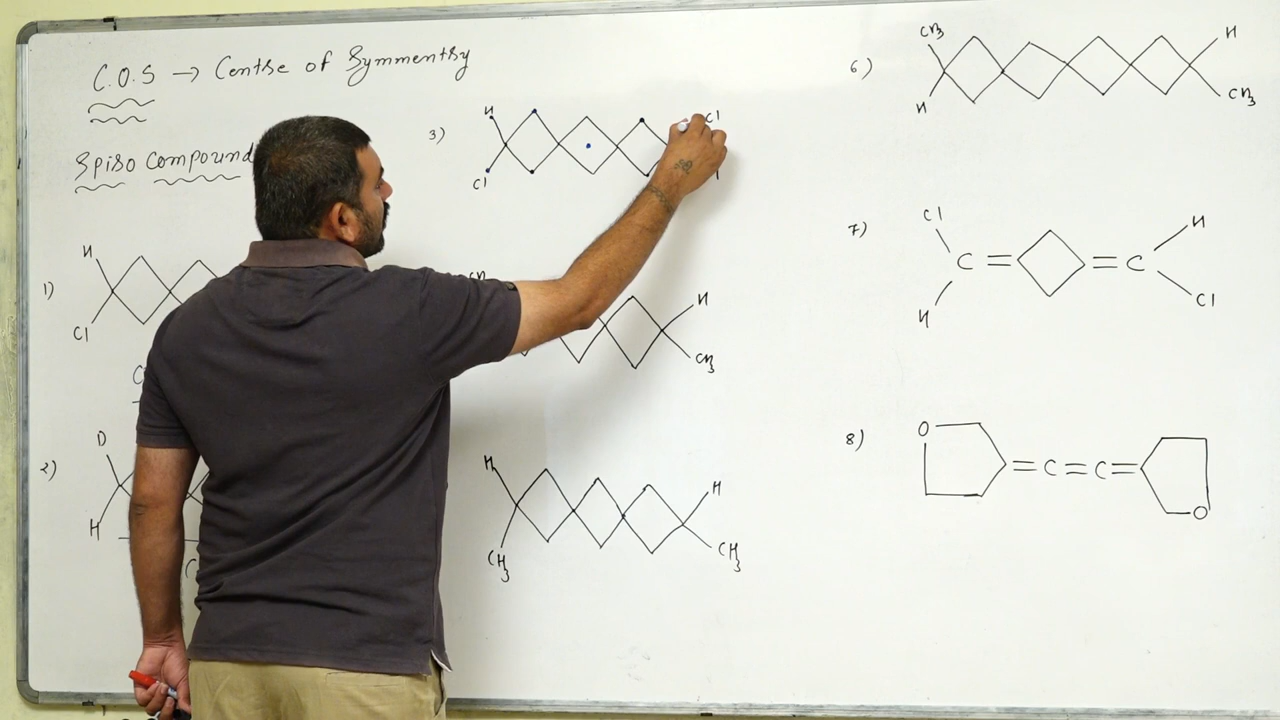 C.O.S → Centre of Symmentry
Spiro Compound
1)
H
Cl
2)
D
H
3)
H
Cl
Cl
H
CH3
H
CH3
H
CH3
6)
CH3
H
H
CH3
7)
Cl
H
C = = C
H
Cl
8)
O
= C = C =
O